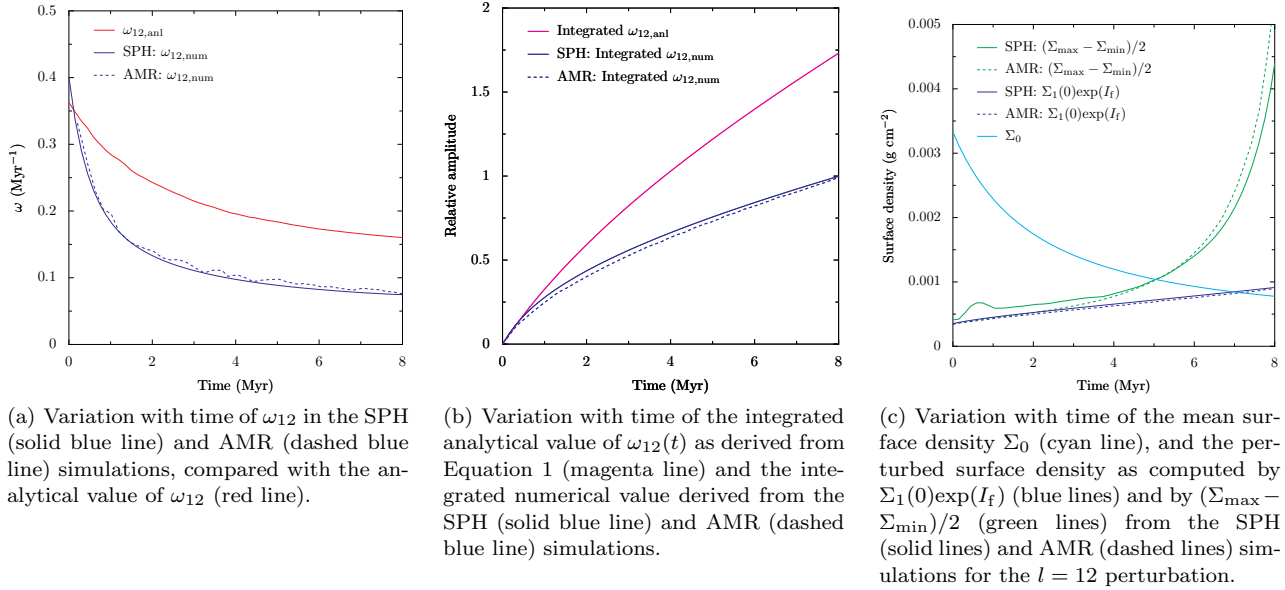 0.5
0.4
0.3
0.2
0.1
0
0 2 4 6 8
ω (Myr⁻¹)
Time (Myr)
ω₁₂,ₐₙₗ
SPH: ω₁₂,ₙᵤₘ
AMR: ω₁₂,ₙᵤₘ
(a) Variation with time of ω₁₂ in the SPH
(solid blue line) and AMR (dashed blue
line) simulations, compared with the an-
alytical value of ω₁₂ (red line).
2
1.5
1
0.5
0
0 2 4 6 8
Relative amplitude
Time (Myr)
Integrated ω₁₂,ₐₙₗ
SPH: Integrated ω₁₂,ₙᵤₘ
AMR: Integrated ω₁₂,ₙᵤₘ
(b) Variation with time of the integrated
analytical value of ω₁₂(t) as derived from
Equation 1 (magenta line) and the inte-
grated numerical value derived from the
SPH (solid blue line) and AMR (dashed
blue line) simulations.
0.005
0.004
0.003
0.002
0.001
0
0 2 4 6 8
Surface density (g cm⁻²)
Time (Myr)
SPH: (Σmax − Σmin)/2
AMR: (Σmax − Σmin)/2
SPH: Σ₁(0)exp(If)
AMR: Σ₁(0)exp(If)
Σ₀
(c) Variation with time of the mean sur-
face density Σ₀ (cyan line), and the per-
turbed surface density as computed by
Σ₁(0)exp(If) (blue lines) and by (Σmax −
Σmin)/2 (green lines) from the SPH
(solid lines) and AMR (dashed lines) sim-
ulations for the l = 12 perturbation.